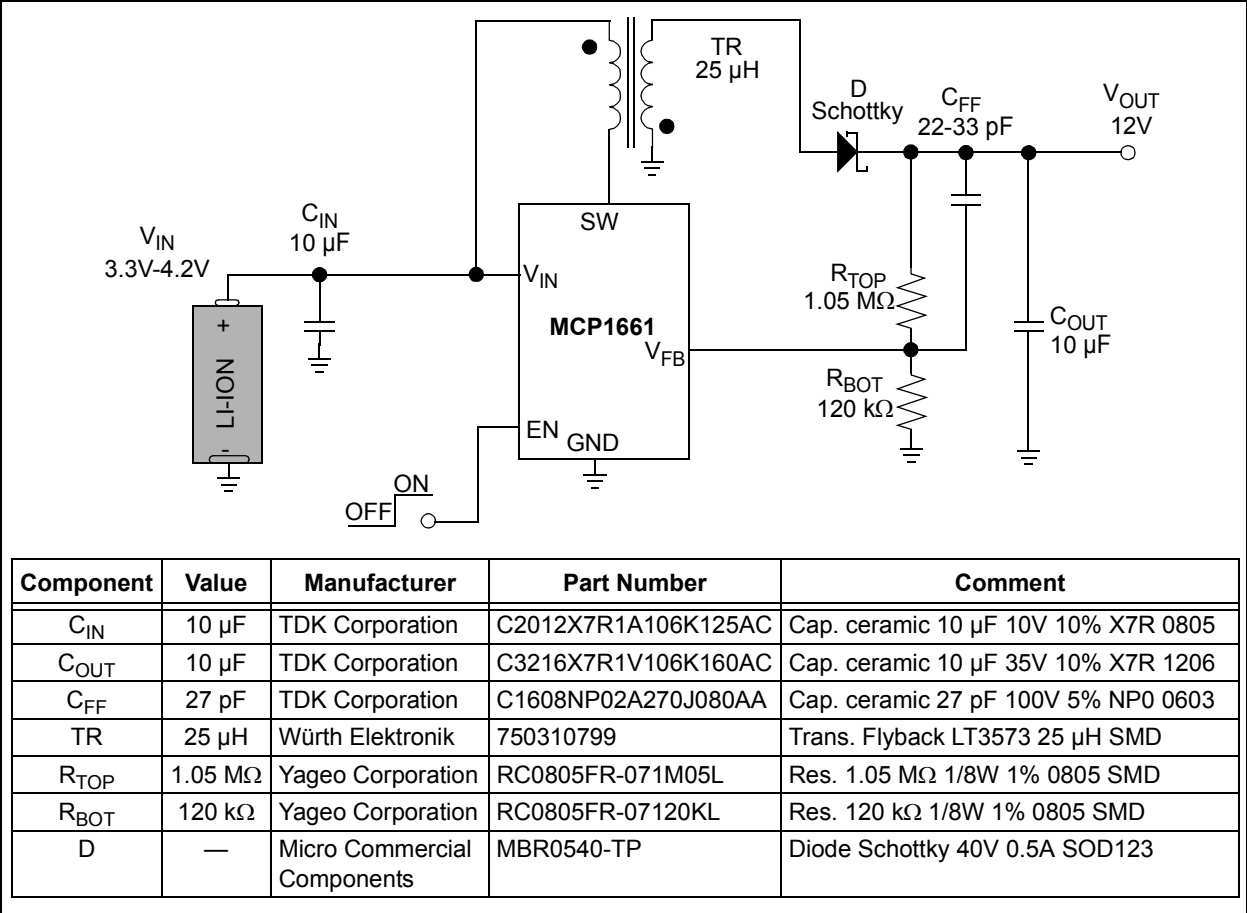 TR
25 µH
D
Schottky
C_FF
22-33 pF
V_OUT
12V
SW
C_IN
10 µF
V_IN
3.3V-4.2V
V_IN
R_TOP
1.05 MΩ
MCP1661
V_FB
C_OUT
10 µF
+
LI-ION
-
R_BOT
120 kΩ
EN
GND
ON
OFF
Component Value Manufacturer Part Number Comment
C_IN 10 µF TDK Corporation C2012X7R1A106K125AC Cap. ceramic 10 µF 10V 10% X7R 0805
C_OUT 10 µF TDK Corporation C3216X7R1V106K160AC Cap. ceramic 10 µF 35V 10% X7R 1206
C_FF 27 pF TDK Corporation C1608NP02A270J080AA Cap. ceramic 27 pF 100V 5% NP0 0603
TR 25 µH Würth Elektronik 750310799 Trans. Flyback LT3573 25 µH SMD
R_TOP 1.05 MΩ Yageo Corporation RC0805FR-071M05L Res. 1.05 MΩ 1/8W 1% 0805 SMD
R_BOT 120 kΩ Yageo Corporation RC0805FR-07120KL Res. 120 kΩ 1/8W 1% 0805 SMD
D — Micro Commercial MBR0540-TP Diode Schottky 40V 0.5A SOD123
Components